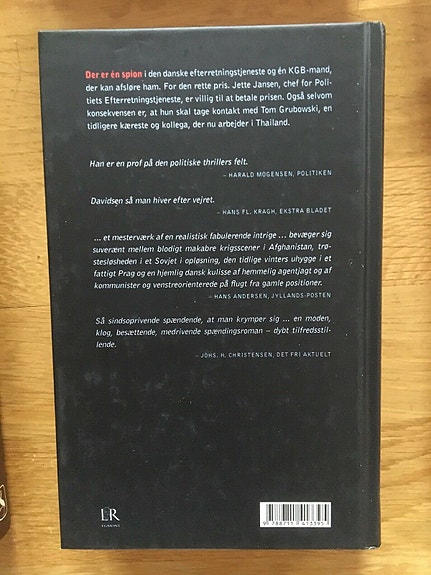 Der er én spion i den danske efterretningstjeneste og én KGB-mand,
der kan afsløre ham. For den rette pris. Jette Jansen, chef for Poli-
tiets Efterretningstjeneste, er villig til at betale prisen. Også selvom
konsekvensen er, at hun skal tage kontakt med Tom Grubowski, en
tidligere kæreste og kollega, der nu arbejder i Thailand.
Han er en prof på den politiske thrillers felt.
– HARALD MOGENSEN, POLITIKEN
Davidsen så man hiver efter vejret.
– HANS FL. KRAGH, EKSTRA BLADET
... et mesterværk af en realistisk fabulerende intrige ... bevæger sig
suverænt mellem blodigt makabre krigsscener i Afghanistan, trø-
stesløsheden i et Sovjet i opløsning, den tidlige vinters uhygge i et
fattigt Prag og en hjemlig dansk kulisse af hemmelig agentjagt og af
kommunister og venstreorienterede på flugt fra gamle positioner.
– HANS ANDERSEN, JYLLANDS-POSTEN
Så sindsoprivende spændende, at man krymper sig ... en moden,
klog, besættende, medrivende spændingsroman – dybt tilfredsstil-
lende.
– JOHS. H. CHRISTENSEN, DET FRI AKTUELT
LR
EGMONT
9 788711 413395